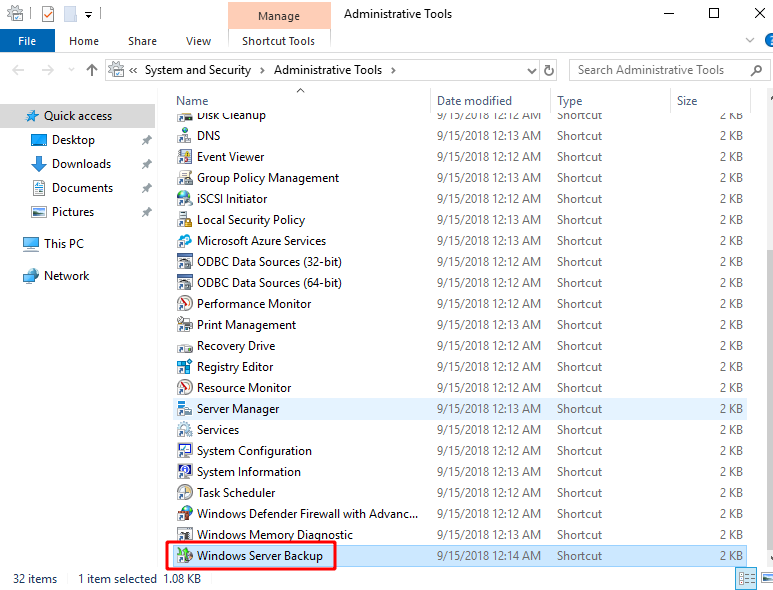 Manage Administrative Tools
File Home Share View Shortcut Tools
« System and Security > Administrative Tools > Search Administrative Tools
Name Date modified Type Size
Quick access
Desktop
Downloads
Documents
Pictures
This PC
Network
Disk Cleanup 9/15/2018 12:12 AM Shortcut 2 KB
DNS 9/15/2018 12:13 AM Shortcut 2 KB
Event Viewer 9/15/2018 12:12 AM Shortcut 2 KB
Group Policy Management 9/15/2018 12:13 AM Shortcut 2 KB
iSCSI Initiator 9/15/2018 12:12 AM Shortcut 2 KB
Local Security Policy 9/15/2018 12:13 AM Shortcut 2 KB
Microsoft Azure Services 9/15/2018 12:13 AM Shortcut 2 KB
ODBC Data Sources (32-bit) 9/15/2018 12:12 AM Shortcut 2 KB
ODBC Data Sources (64-bit) 9/15/2018 12:12 AM Shortcut 2 KB
Performance Monitor 9/15/2018 12:12 AM Shortcut 2 KB
Print Management 9/15/2018 12:13 AM Shortcut 2 KB
Recovery Drive 9/15/2018 12:12 AM Shortcut 2 KB
Registry Editor 9/15/2018 12:12 AM Shortcut 2 KB
Resource Monitor 9/15/2018 12:12 AM Shortcut 2 KB
Server Manager 9/15/2018 12:13 AM Shortcut 2 KB
Services 9/15/2018 12:12 AM Shortcut 2 KB
System Configuration 9/15/2018 12:12 AM Shortcut 2 KB
System Information 9/15/2018 12:13 AM Shortcut 2 KB
Task Scheduler 9/15/2018 12:12 AM Shortcut 2 KB
Windows Defender Firewall with Advanc... 9/15/2018 12:12 AM Shortcut 2 KB
Windows Memory Diagnostic 9/15/2018 12:12 AM Shortcut 2 KB
Windows Server Backup 9/15/2018 12:14 AM Shortcut 2 KB
32 items 1 item selected 1.08 KB